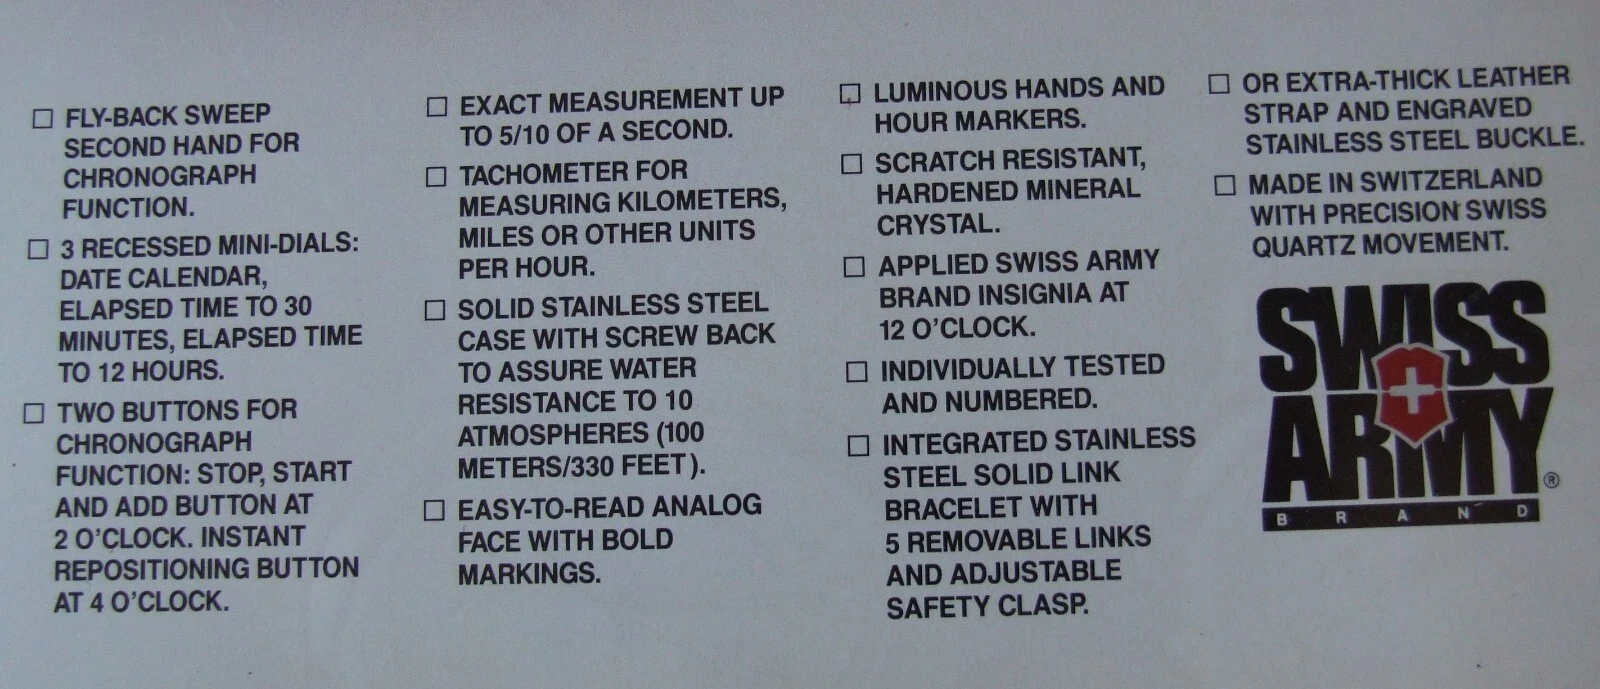 ☐ FLY-BACK SWEEP
SECOND HAND FOR
CHRONOGRAPH
FUNCTION.
☐ 3 RECESSED MINI-DIALS:
DATE CALENDAR,
ELAPSED TIME TO 30
MINUTES, ELAPSED TIME
TO 12 HOURS.
☐ TWO BUTTONS FOR
CHRONOGRAPH
FUNCTION: STOP, START
AND ADD BUTTON AT
2 O'CLOCK. INSTANT
REPOSITIONING BUTTON
AT 4 O'CLOCK.
☐ EXACT MEASUREMENT UP
TO 5/10 OF A SECOND.
☐ TACHOMETER FOR
MEASURING KILOMETERS,
MILES OR OTHER UNITS
PER HOUR.
☐ SOLID STAINLESS STEEL
CASE WITH SCREW BACK
TO ASSURE WATER
RESISTANCE TO 10
ATMOSPHERES (100
METERS/330 FEET).
☐ EASY-TO-READ ANALOG
FACE WITH BOLD
MARKINGS.
☐ LUMINOUS HANDS AND
HOUR MARKERS.
☐ SCRATCH RESISTANT,
HARDENED MINERAL
CRYSTAL.
☐ APPLIED SWISS ARMY
BRAND INSIGNIA AT
12 O'CLOCK.
☐ INDIVIDUALLY TESTED
AND NUMBERED.
☐ INTEGRATED STAINLESS
STEEL SOLID LINK
BRACELET WITH
5 REMOVABLE LINKS
AND ADJUSTABLE
SAFETY CLASP.
☐ OR EXTRA-THICK LEATHER
STRAP AND ENGRAVED
STAINLESS STEEL BUCKLE.
☐ MADE IN SWITZERLAND
WITH PRECISION SWISS
QUARTZ MOVEMENT.
SWISS
ARMY®
BRAND